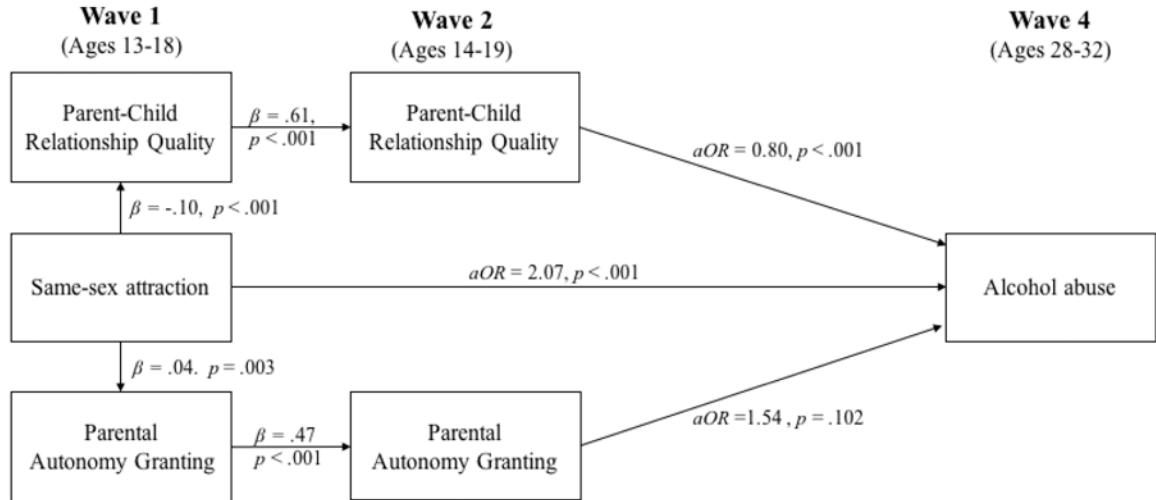 Wave 1
(Ages 13-18)
Wave 2
(Ages 14-19)
Wave 4
(Ages 28-32)
Parent-Child
Relationship Quality
β = .61,
p < .001
Parent-Child
Relationship Quality
aOR = 0.80, p < .001
β = -.10, p < .001
Same-sex attraction
aOR = 2.07, p < .001
Alcohol abuse
β = .04. p = .003
Parental
Autonomy Granting
β = .47
p < .001
Parental
Autonomy Granting
aOR =1.54 , p = .102